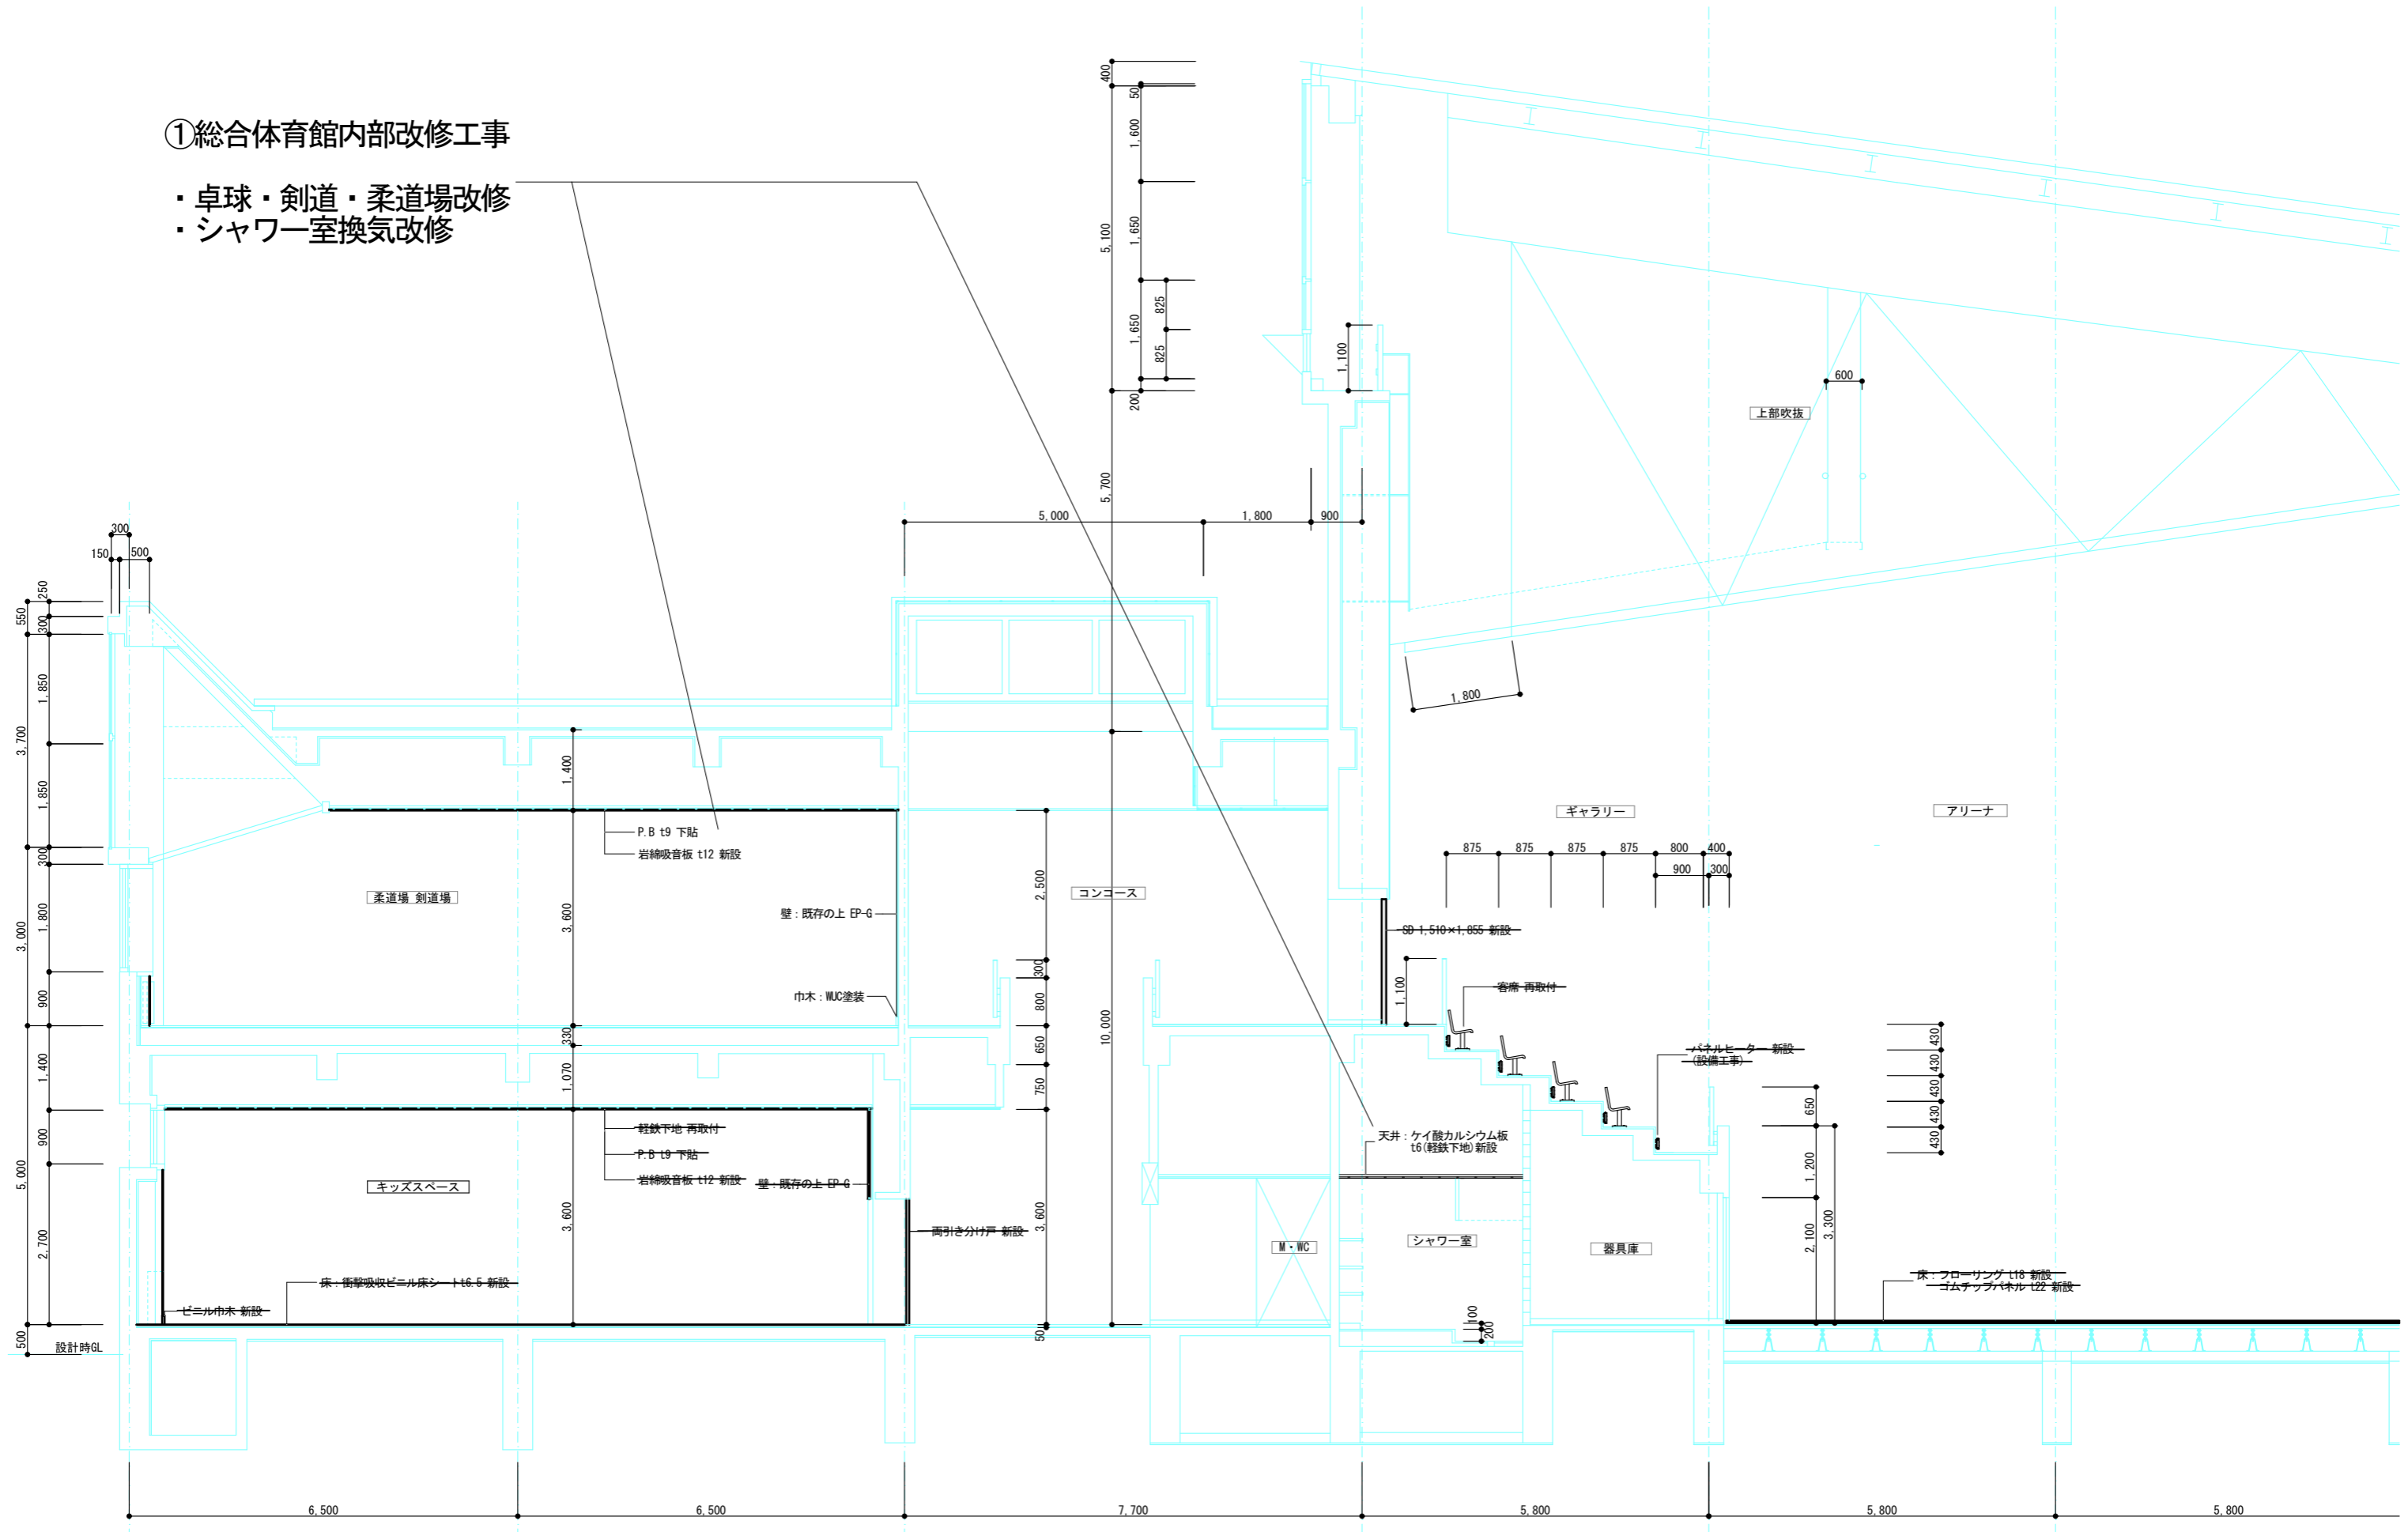 ①総合体育館内部改修工事
・卓球・剣道・柔道場改修
・シャワー室換気改修
400
50
1,600
5,100
1,650
825
1,650
825
200
1,100
600
上部吹抜
5,700
5,000
1,800
900
300
150
500
250
550
300
1,850
3,700
1,850
300
1,800
3,000
900
1,400
900
5,000
2,700
500
設計時GL
1,800
1,400
P.B t9 下貼
岩綿吸音板 t12 新設
柔道場 剣道場
3,600
壁:既存の上 EP-G
巾木:WUC塗装
330
1,070
コンコース
2,500
300
800
650
750
10,000
3,600
50
ギャラリー
アリーナ
875
875
875
875
800
400
900
300
SD 1,510×1,855 新設
1,100
客席 再取付
パネルヒーター 新設
(設備工事)
430
430
430
430
430
650
1,200
2,100
3,300
軽鉄下地 再取付
P.B t9 下貼
岩綿吸音板 t12 新設
壁:既存の上 EP-G
キッズスペース
3,600
両引き分け戸 新設
床:衝撃吸収ビニル床シートt6.5 新設
ビニル巾木 新設
天井:ケイ酸カルシウム板
t6(軽鉄下地)新設
M・WC
シャワー室
器具庫
100
200
床:フローリング t18 新設
ゴムチップパネル t22 新設
6,500
6,500
7,700
5,800
5,800
5,800